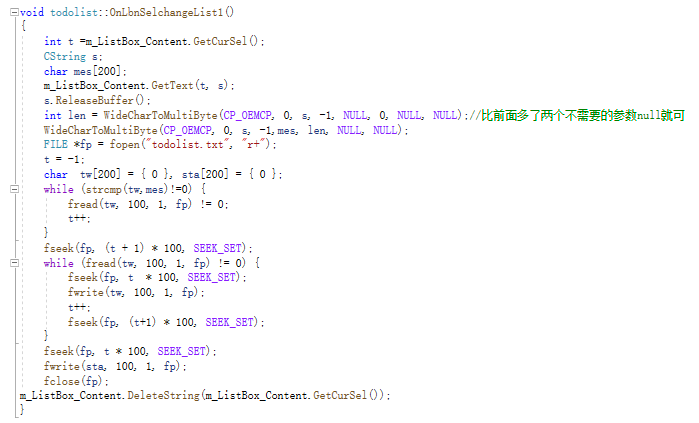 void todolist::OnLbnSelchangeList1()
{
int t =m_ListBox_Content.GetCurSel();
CString s;
char mes[200];
m_ListBox_Content.GetText(t, s);
s.ReleaseBuffer();
int len = WideCharToMultiByte(CP_OEMCP, 0, s, -1, NULL, 0, NULL, NULL);//比前面多了两个不需要的参数null就可
WideCharToMultiByte(CP_OEMCP, 0, s, -1,mes, len, NULL, NULL);
FILE *fp = fopen("todolist.txt", "r+");
t = -1;
char tw[200] = { 0 }, sta[200] = { 0 };
while (strcmp(tw,mes)!=0) {
fread(tw, 100, 1, fp) != 0;
t++;
}
fseek(fp, (t + 1) * 100, SEEK_SET);
while (fread(tw, 100, 1, fp) != 0) {
fseek(fp, t * 100, SEEK_SET);
fwrite(tw, 100, 1, fp);
t++;
fseek(fp, (t+1) * 100, SEEK_SET);
}
fseek(fp, t * 100, SEEK_SET);
fwrite(sta, 100, 1, fp);
fclose(fp);
m_ListBox_Content.DeleteString(m_ListBox_Content.GetCurSel());
}